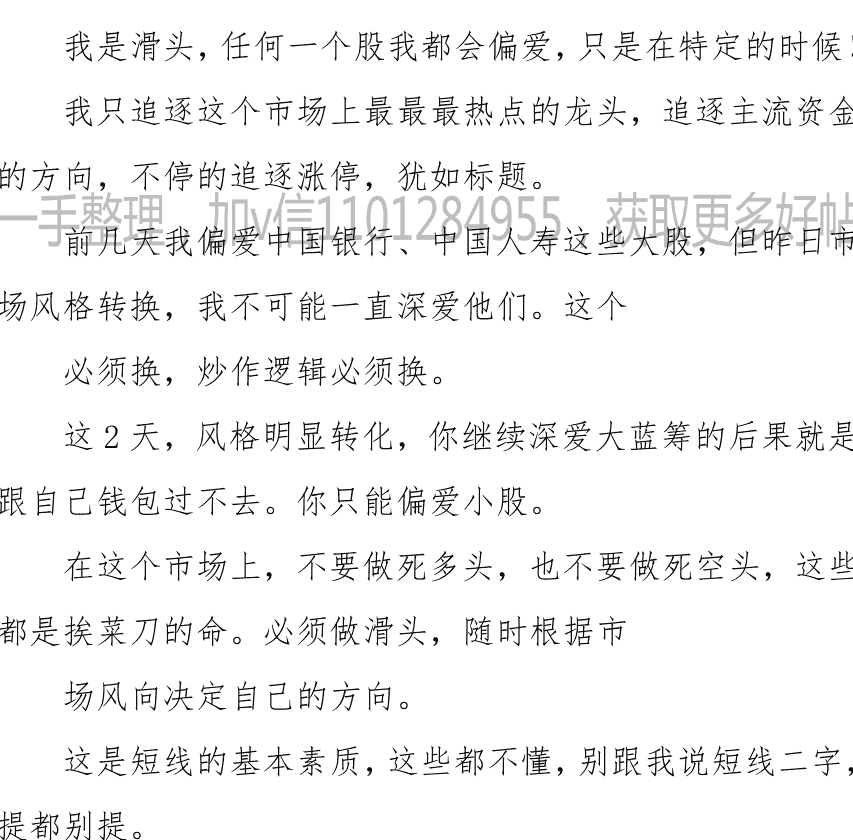 我是滑头，任何一个股我都会偏爱，只是在特定的时候！
我只追逐这个市场上最最最热点的龙头，追逐主流资金
的方向，不停的追逐涨停，犹如标题。
一手整理，加v信1101284955，获取更多好帖
前几天我偏爱中国银行、中国人寿这些大股，但昨日市
场风格转换，我不可能一直深爱他们。这个
必须换，炒作逻辑必须换。
这2天，风格明显转化，你继续深爱大蓝筹的后果就是
跟自己钱包过不去。你只能偏爱小股。
在这个市场上，不要做死多头，也不要做死空头，这些
都是挨菜刀的命。必须做滑头，随时根据市
场风向决定自己的方向。
这是短线的基本素质，这些都不懂，别跟我说短线二字，
提都别提。